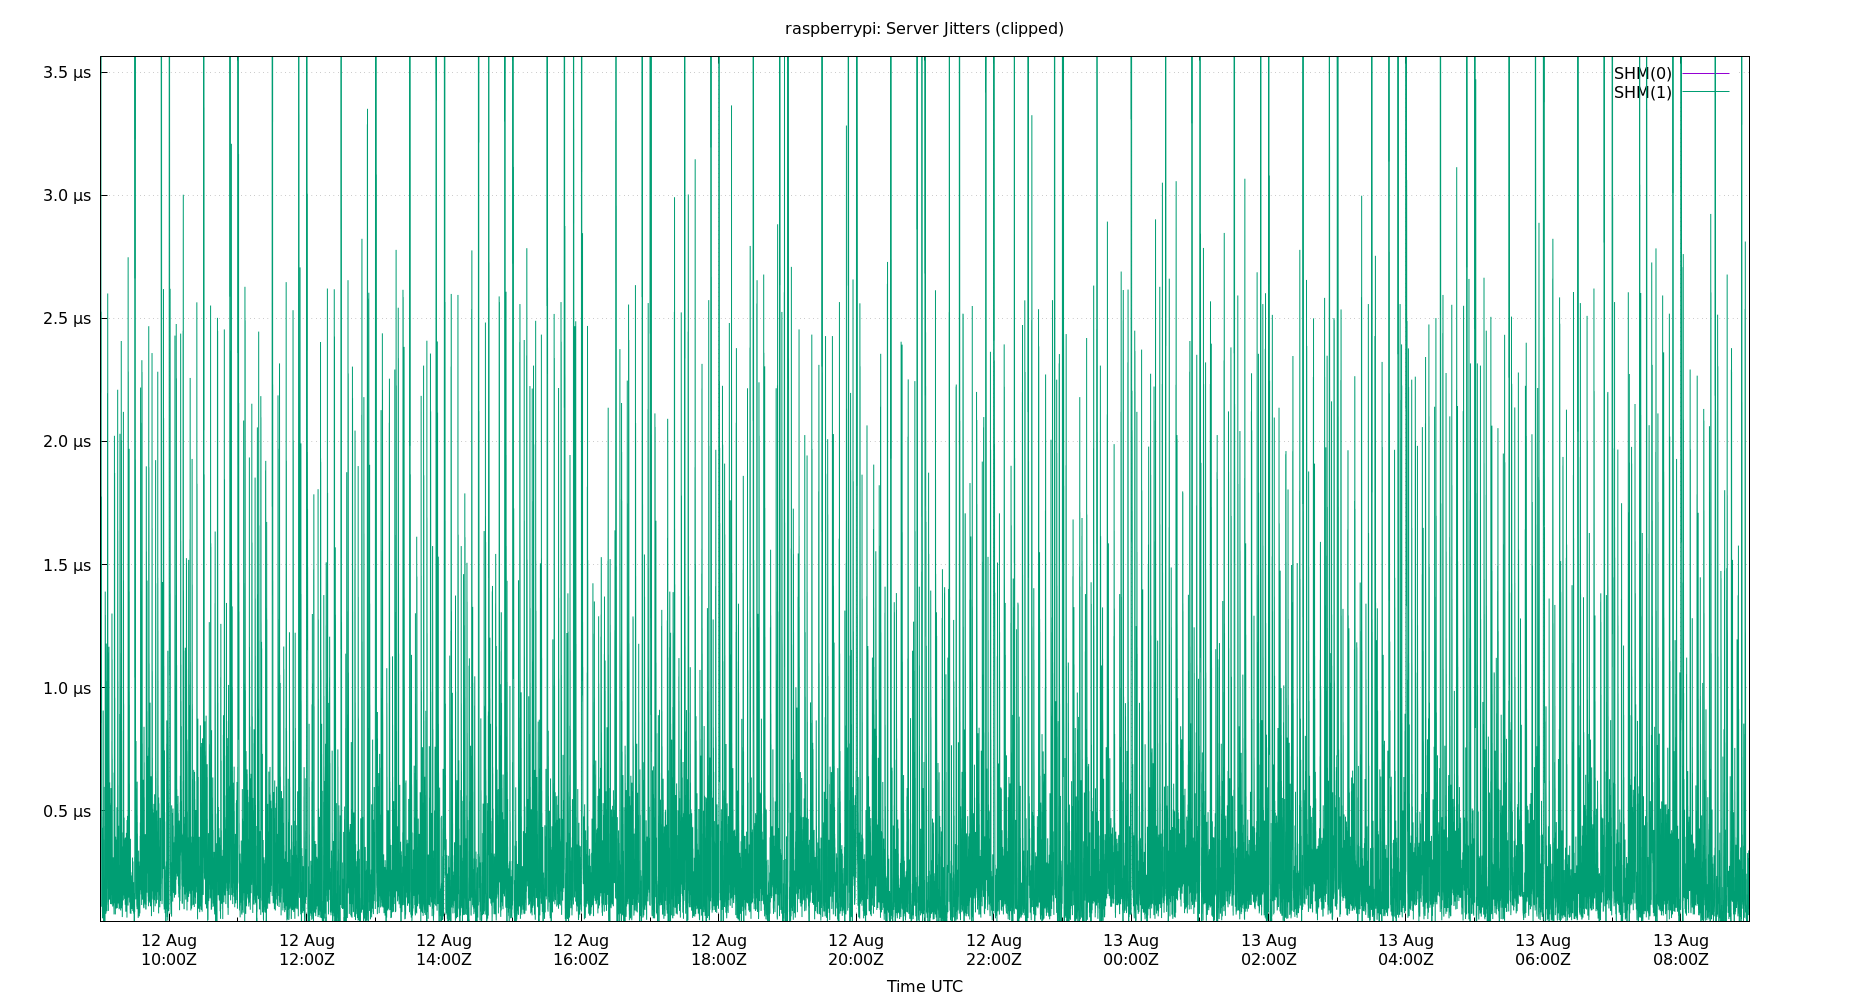 raspberrypi: Server Jitters (clipped)
3.5 µs
3.0 µs
2.5 µs
2.0 µs
1.5 µs
1.0 µs
0.5 µs
SHM(0)
SHM(1)
12 Aug 10:00Z
12 Aug 12:00Z
12 Aug 14:00Z
12 Aug 16:00Z
12 Aug 18:00Z
12 Aug 20:00Z
12 Aug 22:00Z
13 Aug 00:00Z
13 Aug 02:00Z
13 Aug 04:00Z
13 Aug 06:00Z
13 Aug 08:00Z
Time UTC